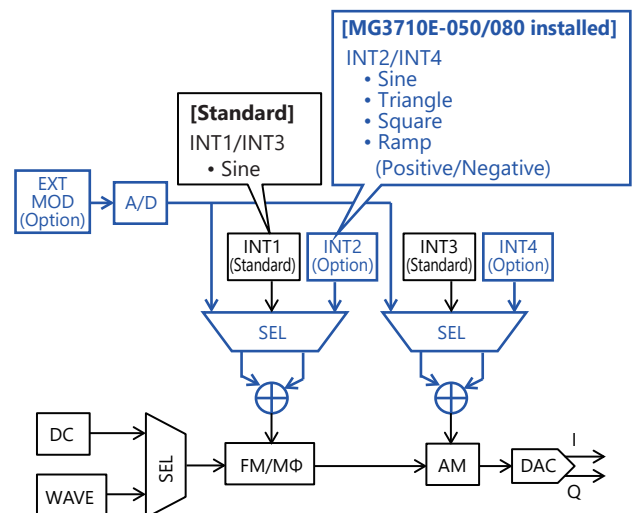 [MG3710E-050/080 installed]
INT2/INT4
• Sine
• Triangle
• Square
• Ramp
(Positive/Negative)
[Standard]
INT1/INT3
• Sine
EXT
MOD
(Option)
A/D
INT1
(Standard)
INT2
(Option)
INT3
(Standard)
INT4
(Option)
SEL
SEL
DC
WAVE
SEL
FM/MΦ
AM
DAC
I
Q